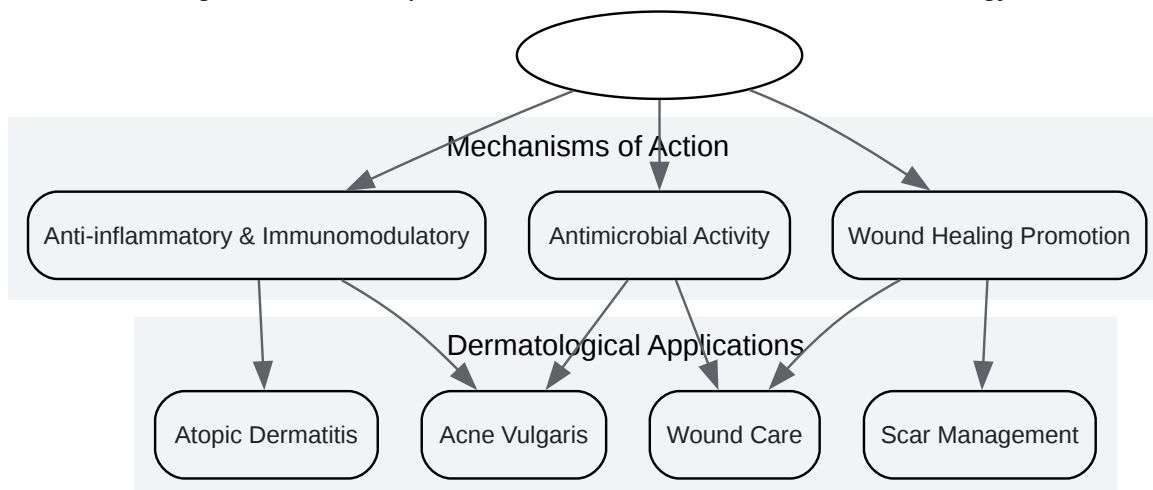 Mechanisms of Action
Anti-inflammatory & Immunomodulatory
Antimicrobial Activity
Wound Healing Promotion
Dermatological Applications
Atopic Dermatitis
Acne Vulgaris
Wound Care
Scar Management